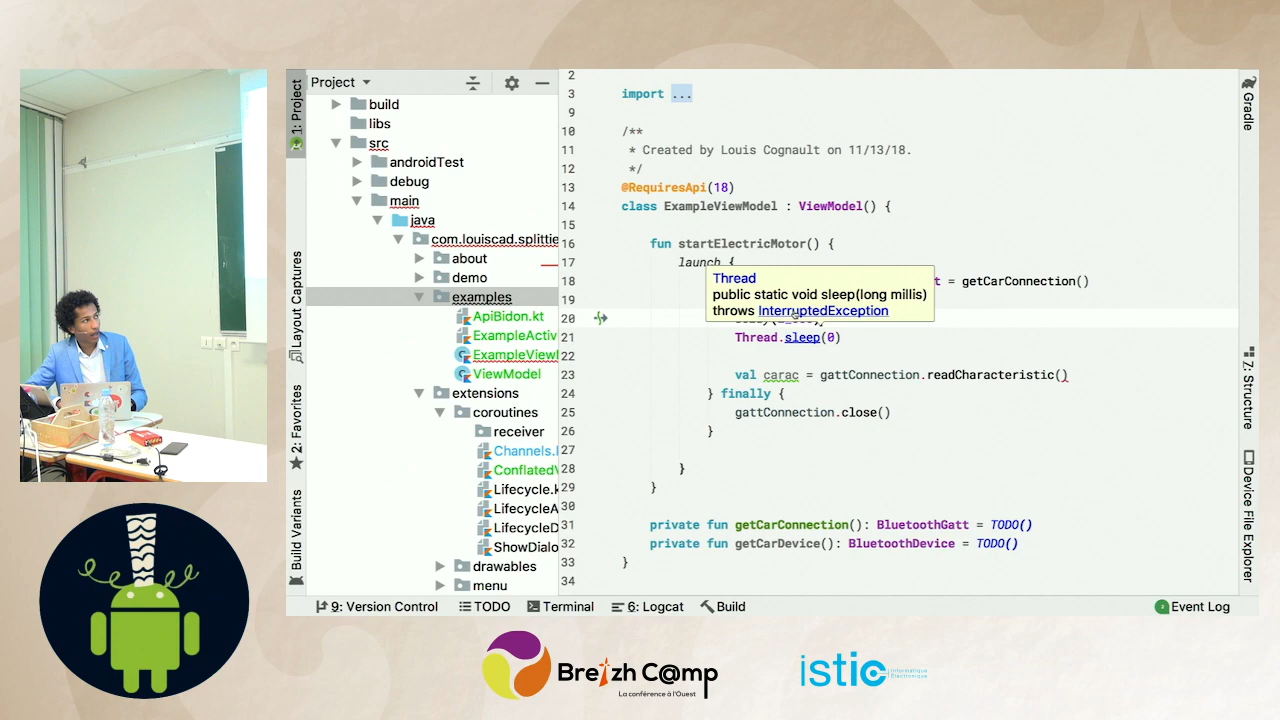 1: Project
Layout Captures
2: Favorites
Build Variants
Project
build
libs
src
androidTest
debug
main
java
com.louiscad.splittie
about
demo
examples
ApiBidon.kt
ExampleActiv
ExampleViewM
ViewModel
extensions
coroutines
receiver
Channels.
ConflatedV
Lifecycle.k
LifecycleA
LifecycleD
ShowDialo
drawables
menu
2
3 import ...
9
10 /**
11 * Created by Louis Cognault on 11/13/18.
12 */
13 @RequiresApi(18)
14 class ExampleViewModel : ViewModel() {
15
16 fun startElectricMotor() {
17 launch {
18 t = getCarConnection()
19
20
21 Thread.sleep(0)
22
23 val carac = gattConnection.readCharacteristic()
24 } finally {
25 gattConnection.close()
26 }
27
28 }
29 }
30
31 private fun getCarConnection(): BluetoothGatt = TODO()
32 private fun getCarDevice(): BluetoothDevice = TODO()
33 }
34
Thread
public static void sleep(long millis)
throws InterruptedException
Gradle
7: Structure
Device File Explorer
9: Version Control
TODO
Terminal
6: Logcat
Build
Event Log
Breizh C@mp
La conférence à l'Ouest
istic
Informatique
Électronique